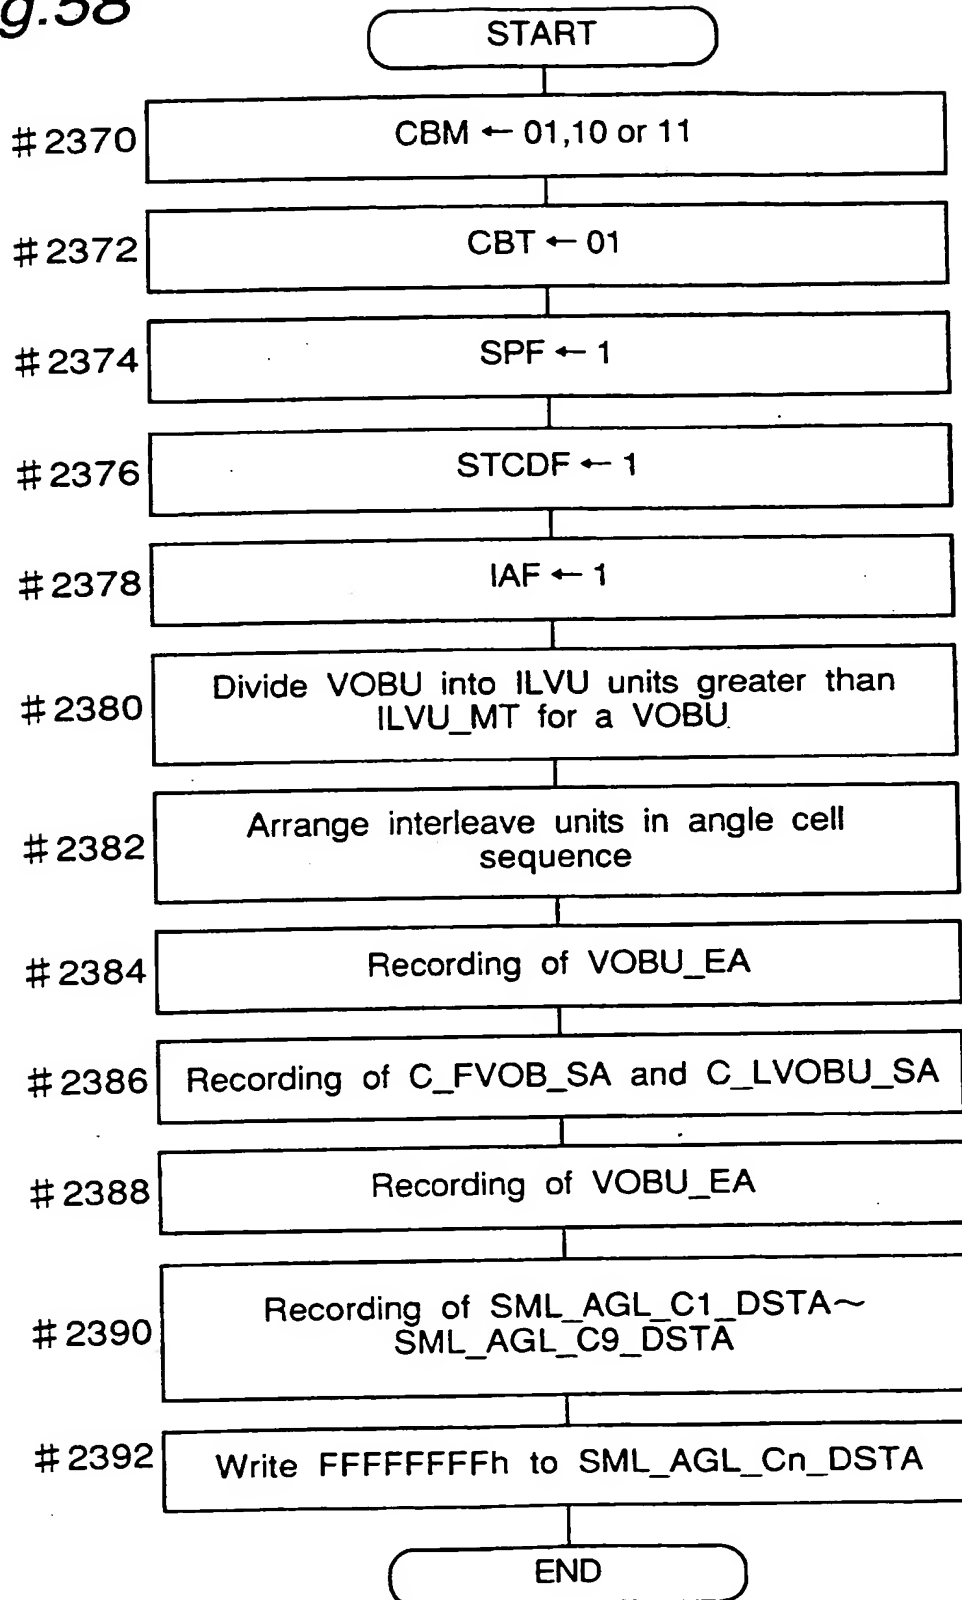 g.58
START
#2370
CBM ← 01,10 or 11
#2372
CBT ← 01
#2374
SPF ← 1
#2376
STCDF ← 1
#2378
IAF ← 1
#2380
Divide VOBU into ILVU units greater than
ILVU_MT for a VOBU
#2382
Arrange interleave units in angle cell
sequence
#2384
Recording of VOBU_EA
#2386
Recording of C_FVOB_SA and C_LVOBU_SA
#2388
Recording of VOBU_EA
#2390
Recording of SML_AGL_C1_DSTA~
SML_AGL_C9_DSTA
#2392
Write FFFFFFFFh to SML_AGL_Cn_DSTA
END